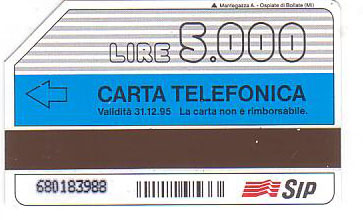 ▲ Mantegazza A. - Ospiate di Bollate (MI)
LIRE 5.000
CARTA TELEFONICA
Validità 31.12.95 La carta non è rimborsabile.
680183988
SIP